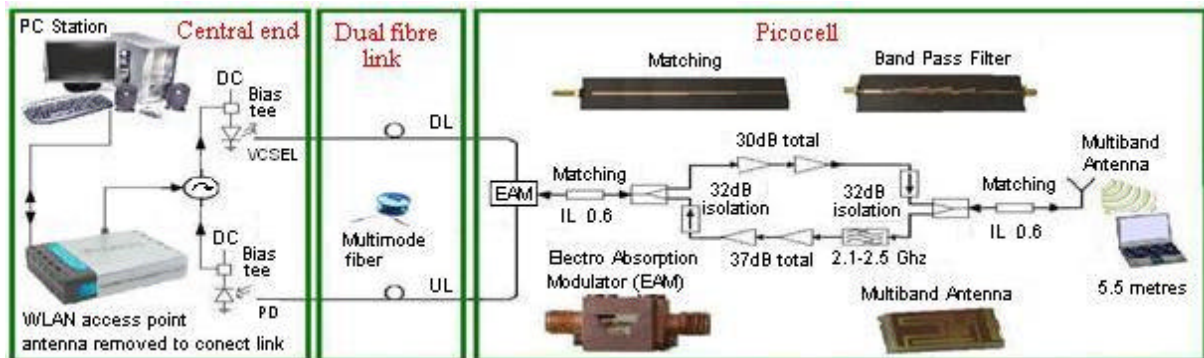 PC Station
Central end
Dual fibre
link
Picocell
Matching
Band Pass Filter
DC
Bias
tee
VCSEL
DL
30dB total
Multiband
Antenna
Matching
EAM
IL 0.6
32dB
isolation
32dB
isolation
Matching
IL 0.6
Multimode
fiber
DC
Bias
tee
PD
UL
37dB total
2.1-2.5 Ghz
Electro Absorption
Modulator (EAM)
Multiband Antenna
5.5 metres
WLAN access point
antenna removed to conect link